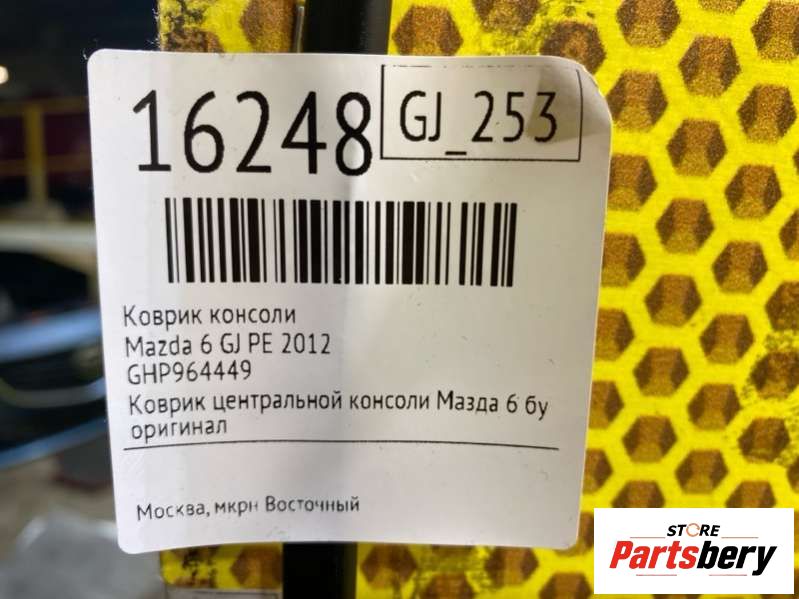 16248
GJ_253
Коврик консоли
Mazda 6 GJ PE 2012
GHP964449
Коврик центральной консоли Мазда 6 бу
оригинал
Москва, мкрн Восточный
STORE
Partsbery